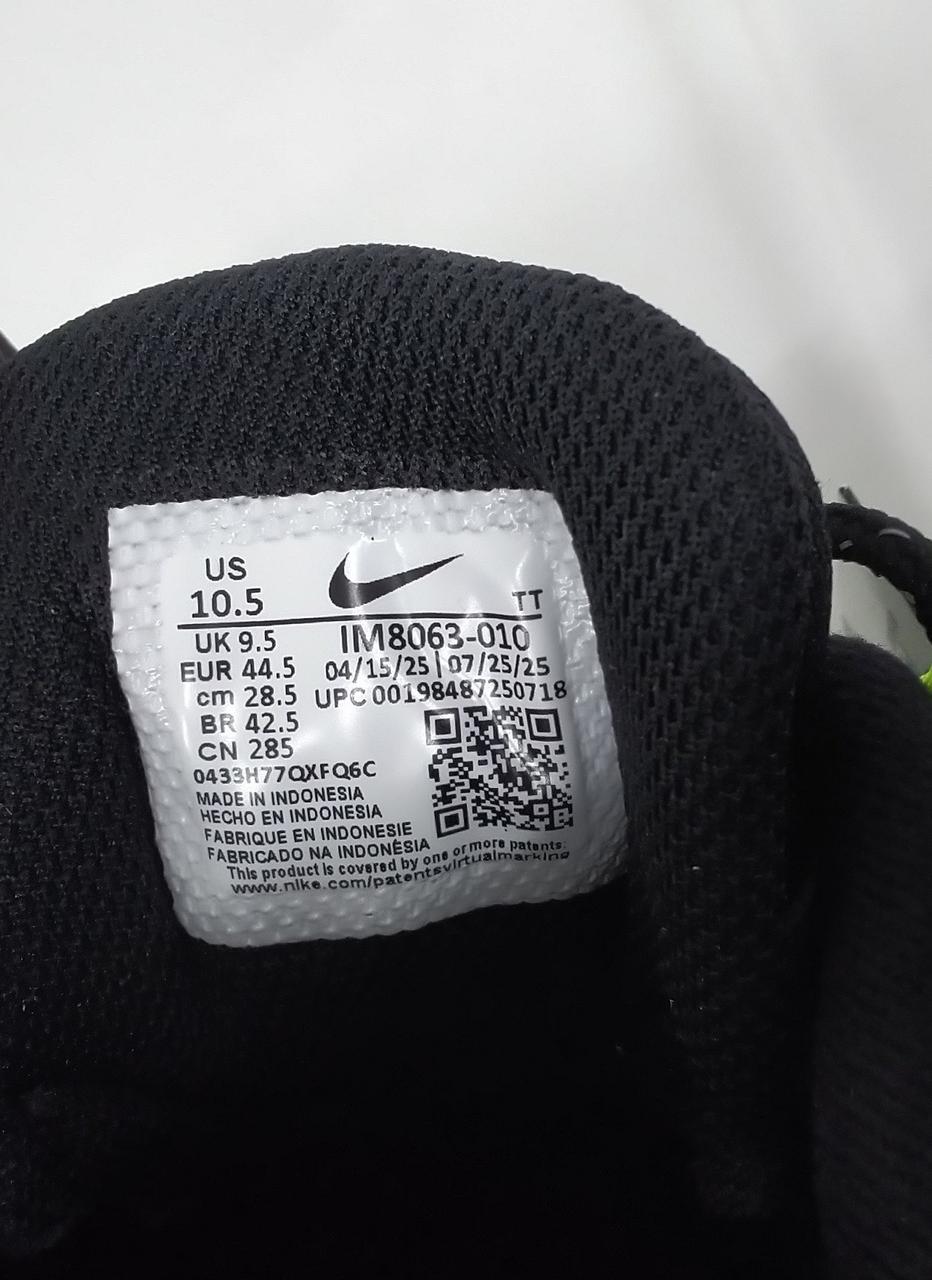 US
10.5
TT
UK 9.5
IM8063-010
EUR 44.5
04/15/25 | 07/25/25
cm 28.5
UPC 00198487250718
BR 42.5
CN 285
0433H77QXFQ6C
MADE IN INDONESIA
HECHO EN INDONESIA
FABRIQUE EN INDONESIE
FABRICADO NA INDONÉSIA
This product is covered by one or more patents.
www.nike.com/patentsvirtualmarking